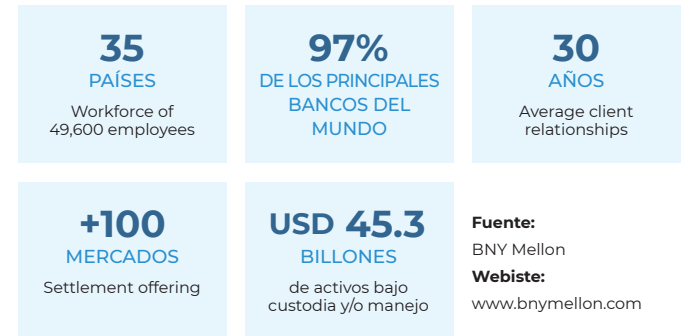 35
PAÍSES
Workforce of
49,600 employees
97%
DE LOS PRINCIPALES
BANCOS DEL
MUNDO
30
AÑOS
Average client
relationships
+100
MERCADOS
Settlement offering
USD 45.3
BILLONES
de activos bajo
custodia y/o manejo
Fuente:
BNY Mellon
Webiste:
www.bnymellon.com